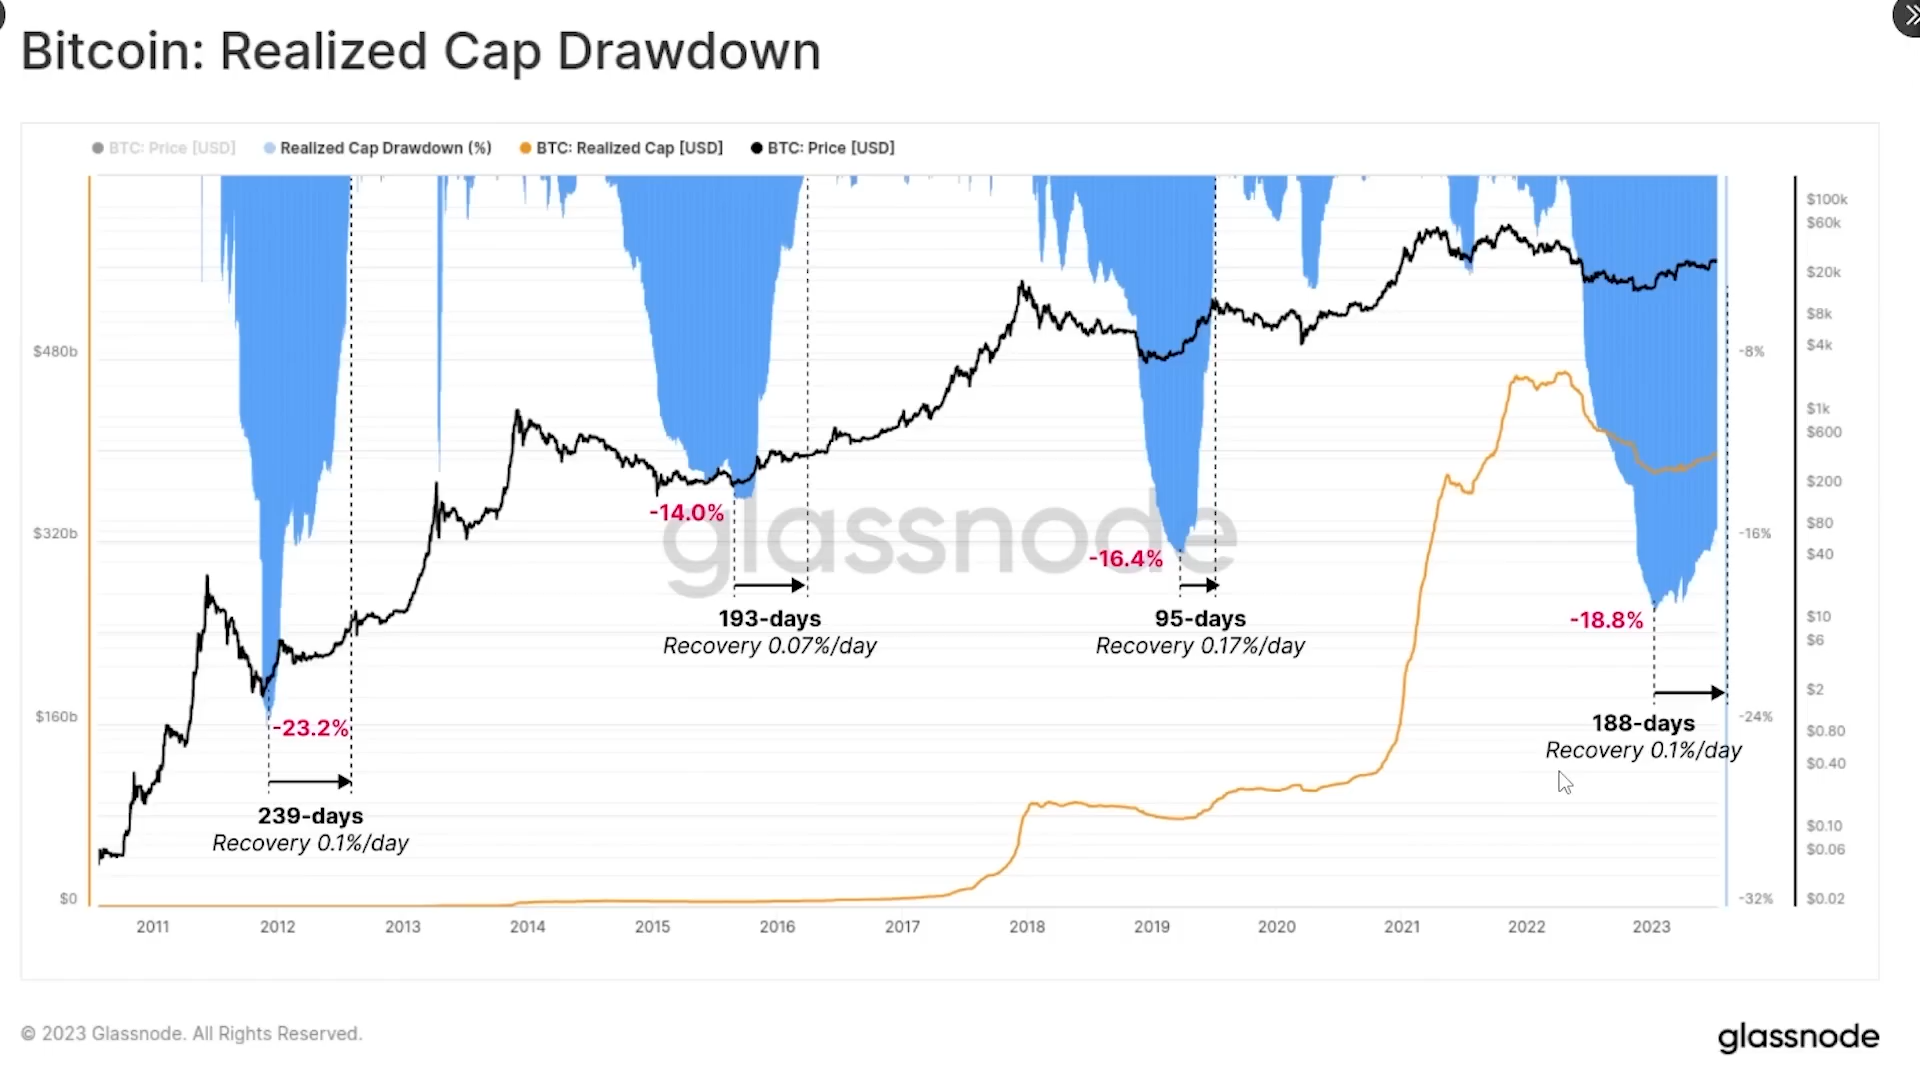 Bitcoin: Realized Cap Drawdown
BTC: Price [USD] Realized Cap Drawdown (%) BTC: Realized Cap [USD] BTC: Price [USD]
$480b
$320b
$160b
$0
-8%
-16%
-24%
-32%
$100k
$60k
$20k
$8k
$4k
$1k
$600
$200
$80
$40
$10
$6
$2
$0.80
$0.40
$0.10
$0.06
$0.02
glassnode
-23.2%
239-days
Recovery 0.1%/day
-14.0%
193-days
Recovery 0.07%/day
-16.4%
95-days
Recovery 0.17%/day
-18.8%
188-days
Recovery 0.1%/day
2011 2012 2013 2014 2015 2016 2017 2018 2019 2020 2021 2022 2023
© 2023 Glassnode. All Rights Reserved.
glassnode